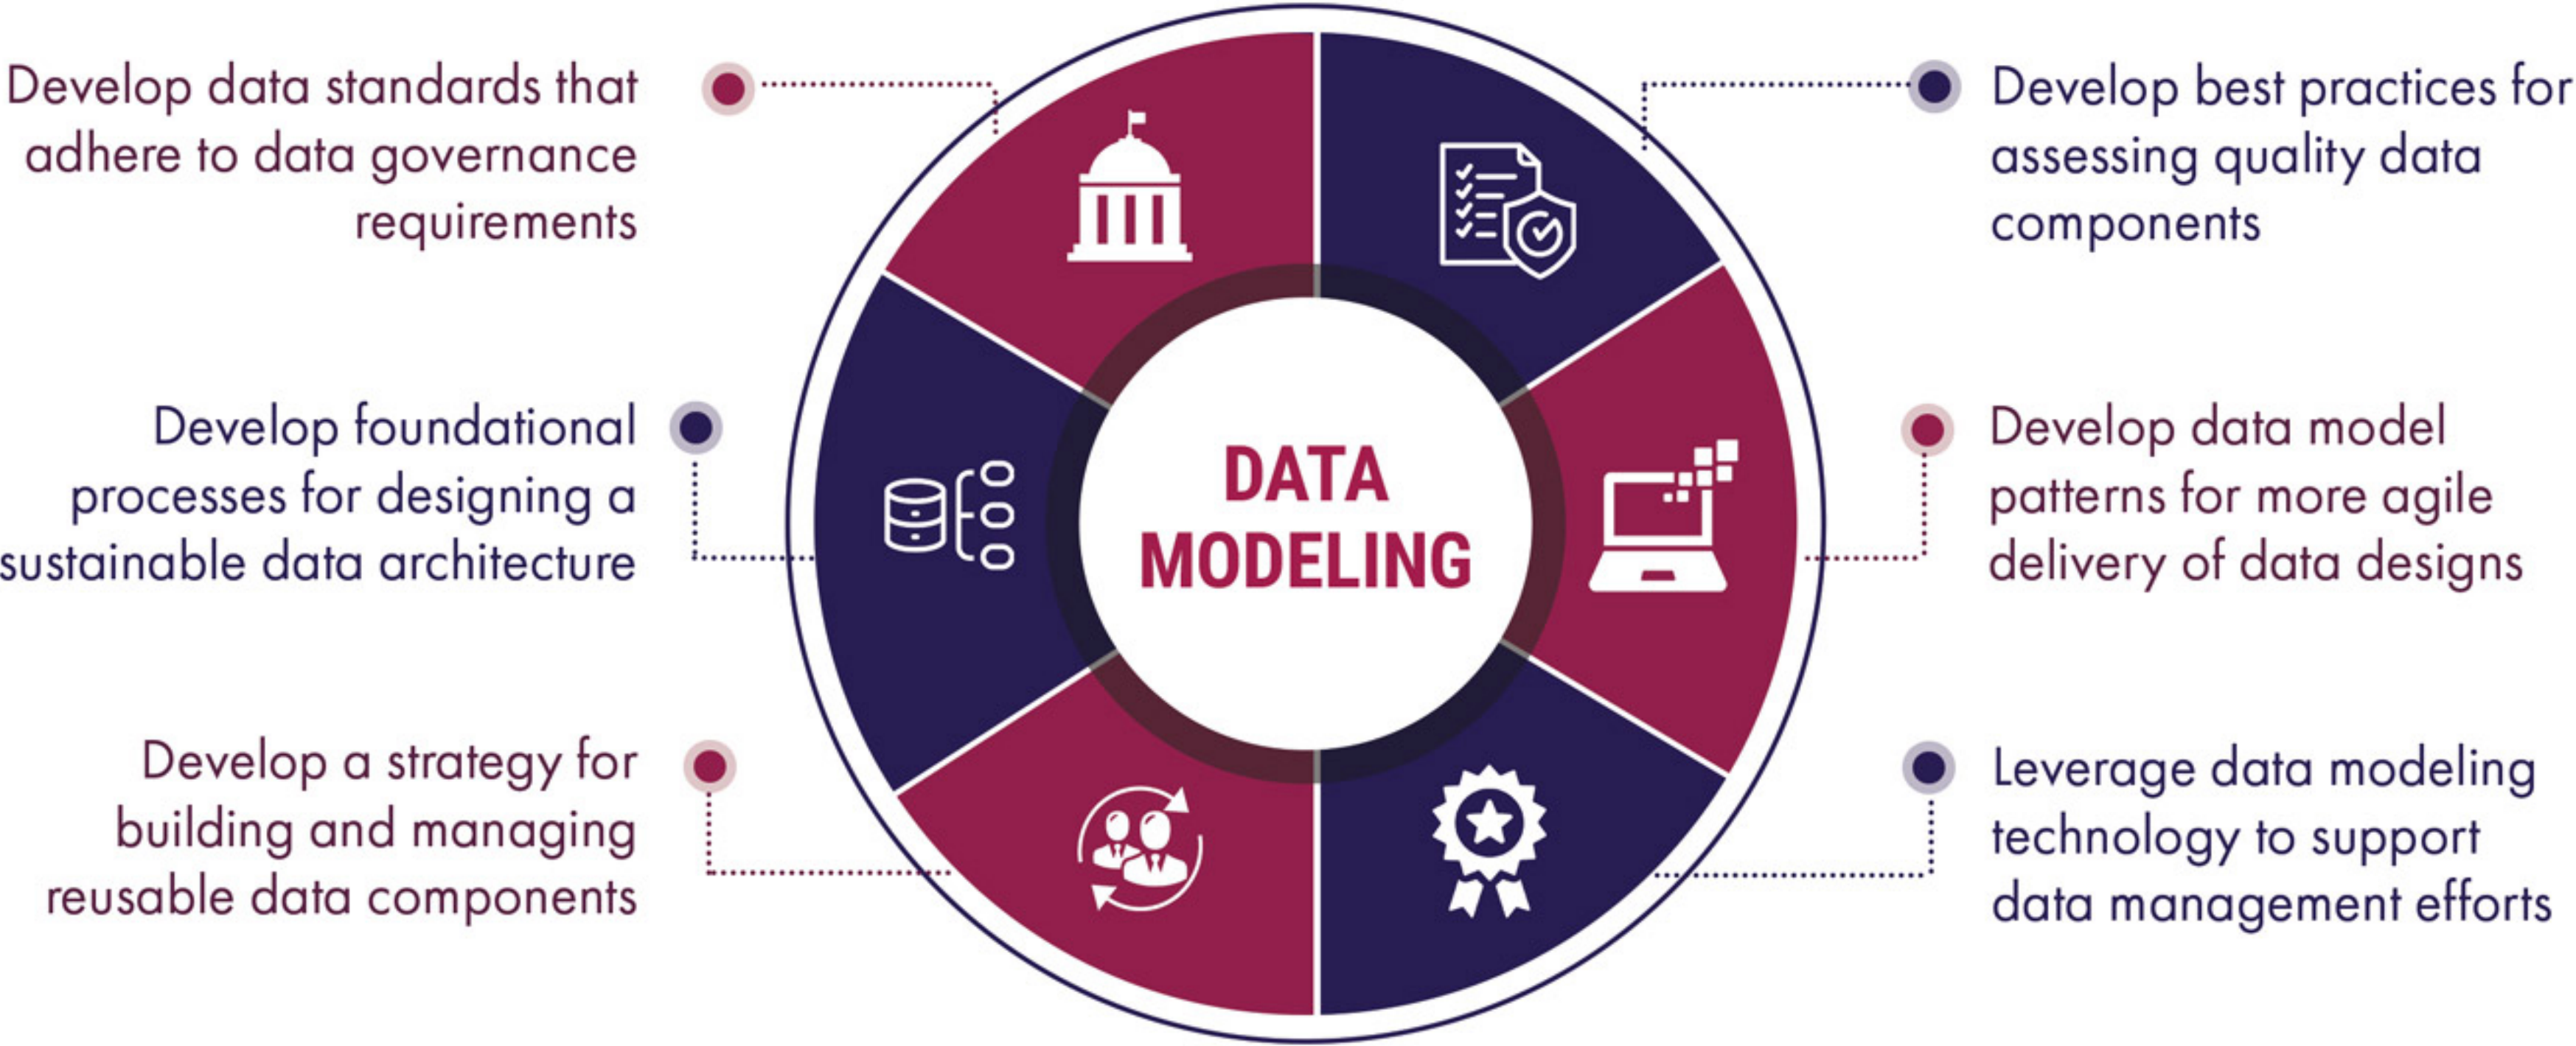 Develop data standards that
adhere to data governance
requirements
Develop foundational
processes for designing a
sustainable data architecture
Develop a strategy for
building and managing
reusable data components
DATA
MODELING
Develop best practices for
assessing quality data
components
Develop data model
patterns for more agile
delivery of data designs
Leverage data modeling
technology to support
data management efforts